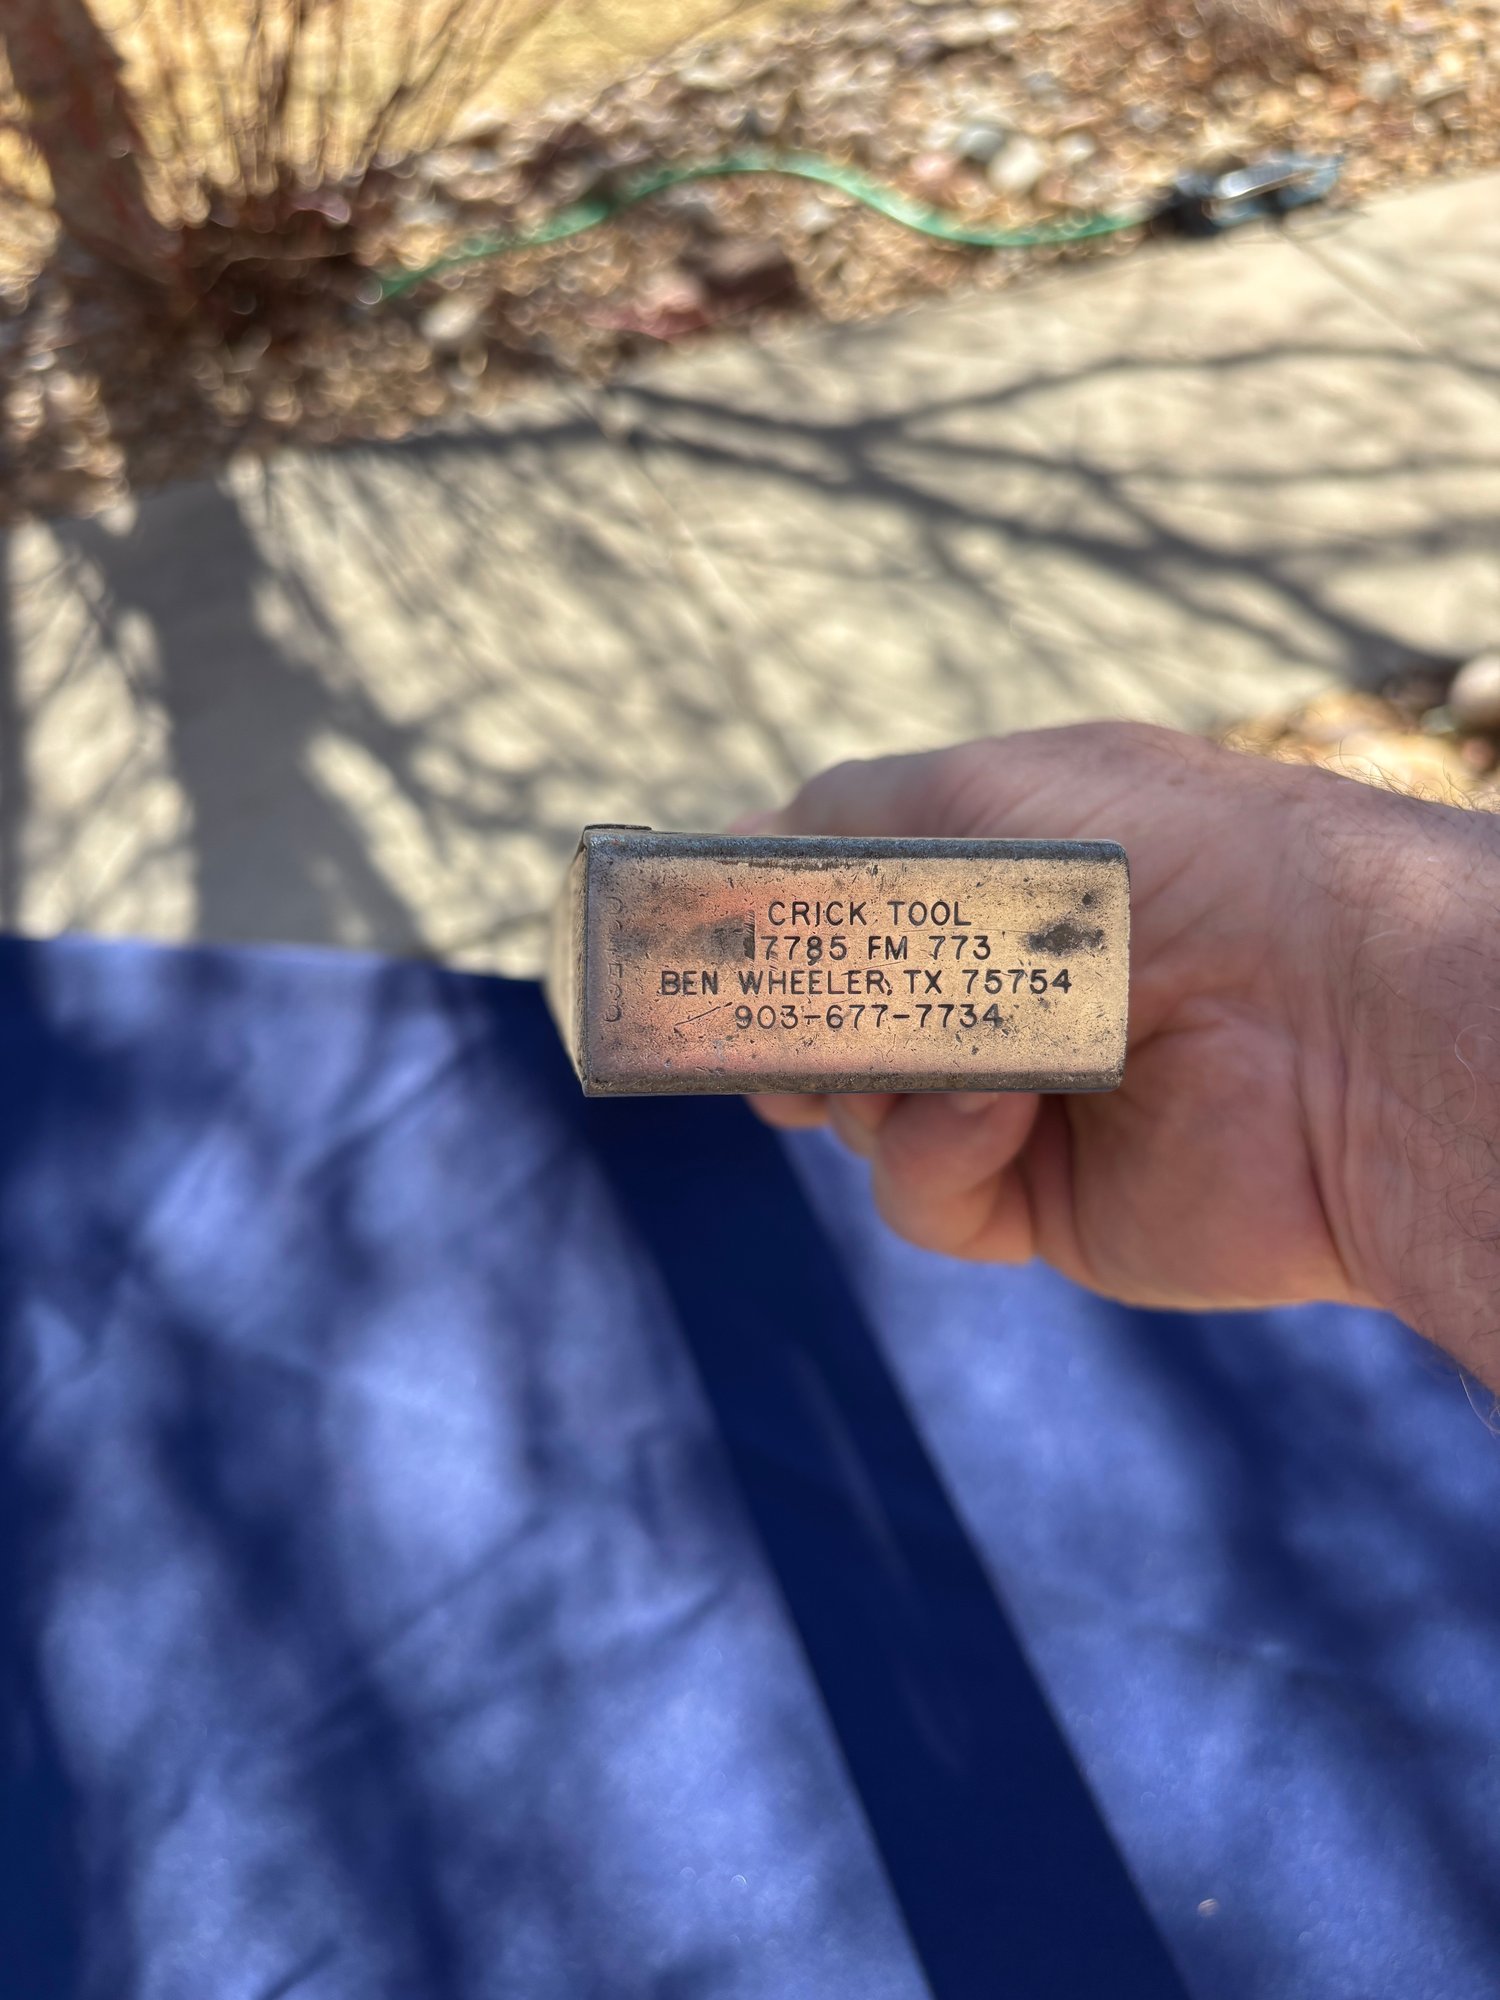 CRICK TOOL
7785 FM 773
BEN WHEELER, TX 75754
903-677-7734